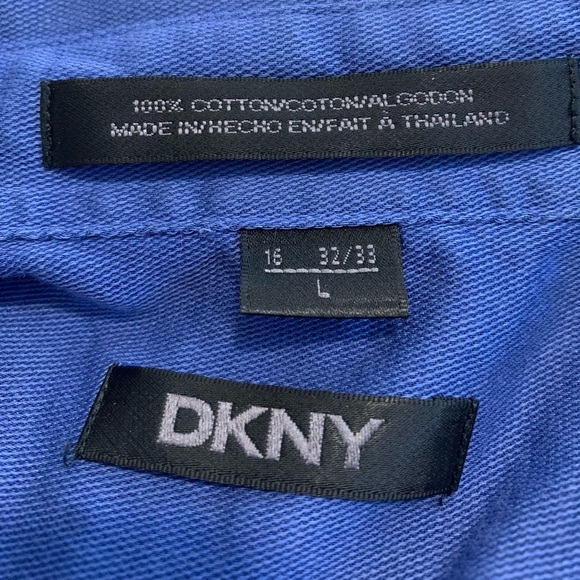 100% COTTON/COTON/ALGODON
MADE IN/HECHO EN/FAIT À THAILAND
16 32/33
L
DKNY